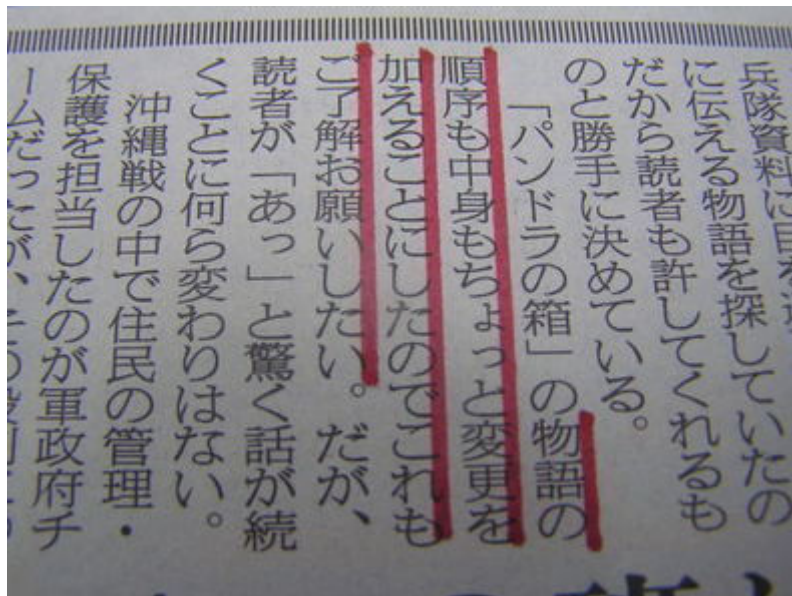 兵隊資料に目を
に伝える物語を探していたの
だから読者も許してくれるも
のと勝手に決めている。
「パンドラの箱」の物語の
順序も中身もちょっと変更を
加えることにしたのでこれも
ご了解お願いしたい。だが、
読者が「あっ」と驚く話が続
くことに何ら変わりはない。
沖縄戦の中で住民の管理・
保護を担当したのが軍政府チ
ームだったが、その役割